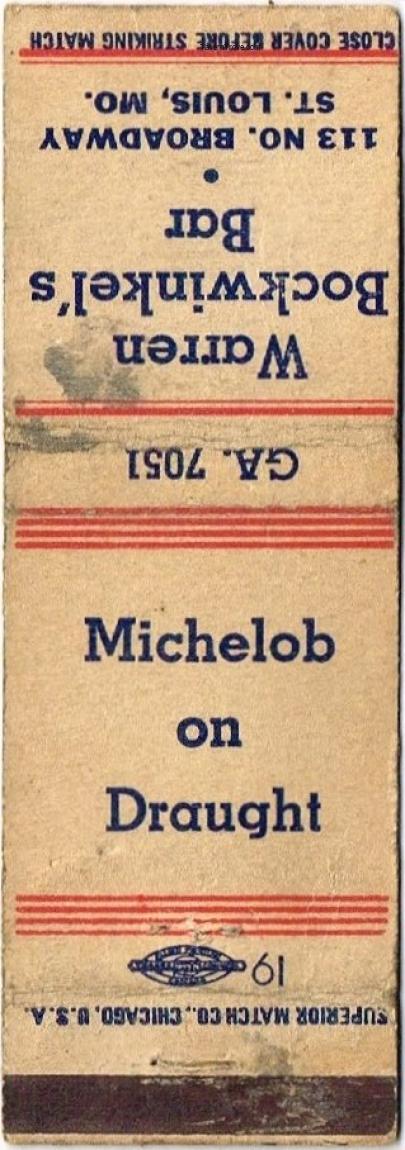 Warren
Bockwinkel's
Bar
•
113 NO. BROADWAY
ST. LOUIS, MO.
CLOSE COVER BEFORE STRIKING MATCH
GA. 7051
Michelob
on
Draught
19
SUPERIOR MATCH CO., CHICAGO, U.S.A.